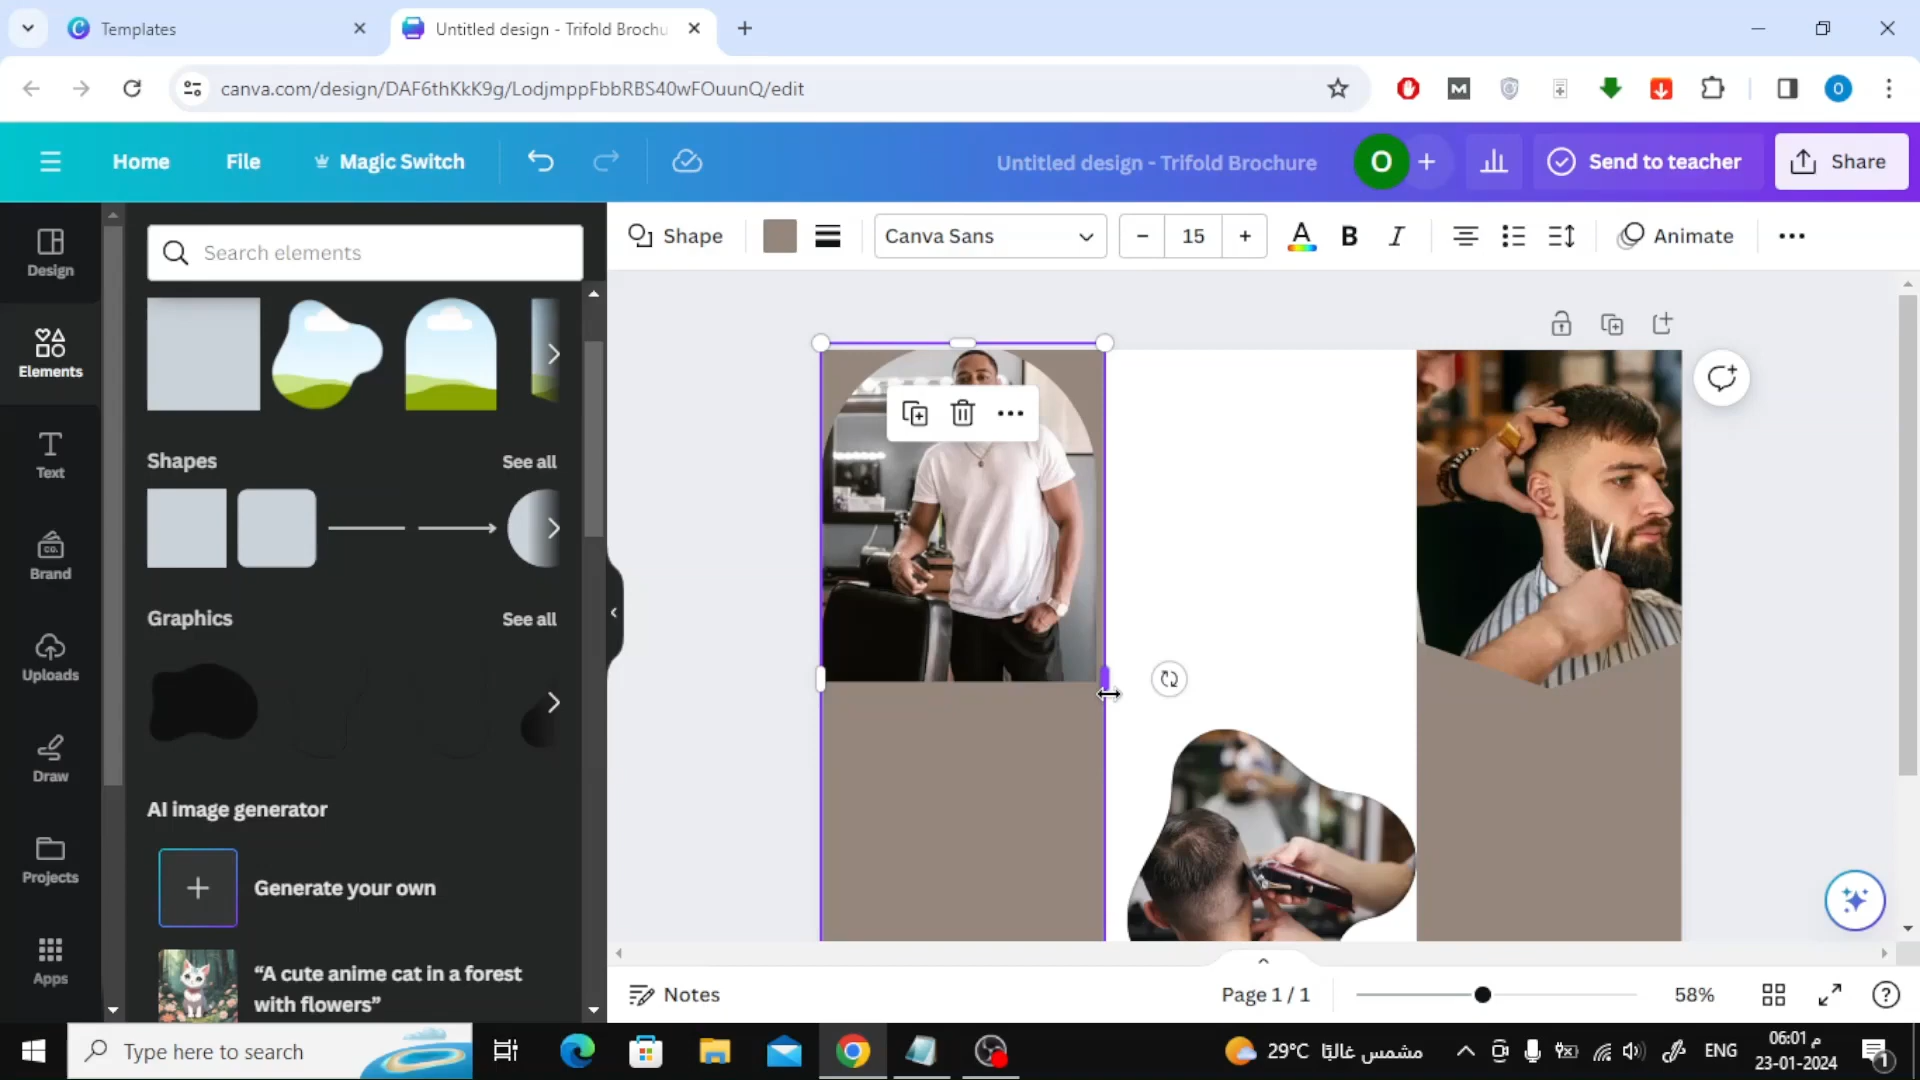 Templates
Untitled design - Trifold Brochu
canva.com/design/DAF6thKkK9g/LodjmppFbbRBS40wFOuunQ/edit
Home
File
Magic Switch
Untitled design - Trifold Brochure
O
Send to teacher
Share
Design
Elements
Text
Brand
Uploads
Draw
Projects
Apps
Search elements
Shapes
See all
Graphics
See all
AI image generator
Generate your own
“A cute anime cat in a forest
with flowers”
Shape
Canva Sans
15
A
B
I
Animate
Notes
Page 1 / 1
58%
Type here to search
29°C مشمس غالبًا
ENG
06:01 م
23-01-2024
1